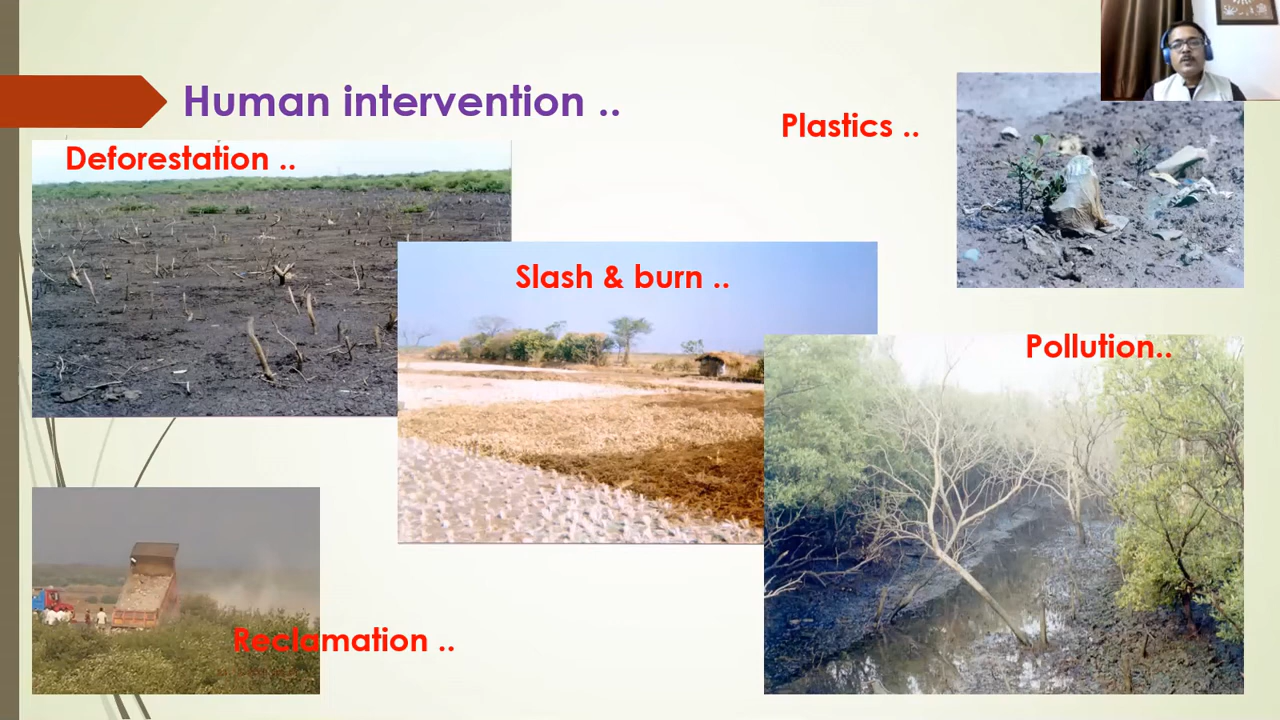 Human intervention ..
Plastics ..
Deforestation ..
Slash & burn ..
Pollution..
Reclamation ..